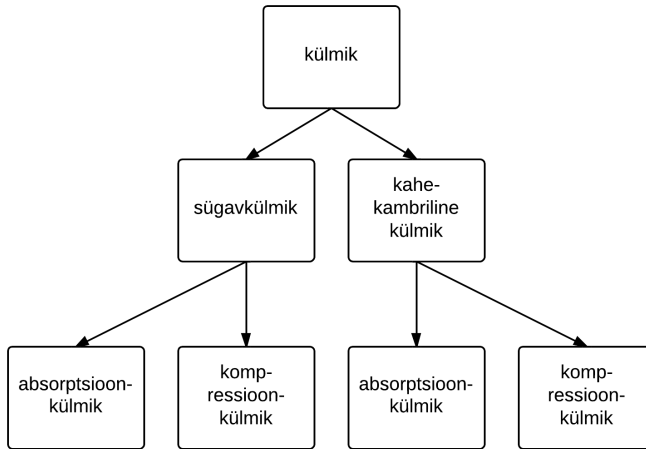 külmik
sügavkülmik
kahe-
kambriline
külmik
absorptsioon-
külmik
komp-
ressioon-
külmik
absorptsioon-
külmik
komp-
ressioon-
külmik